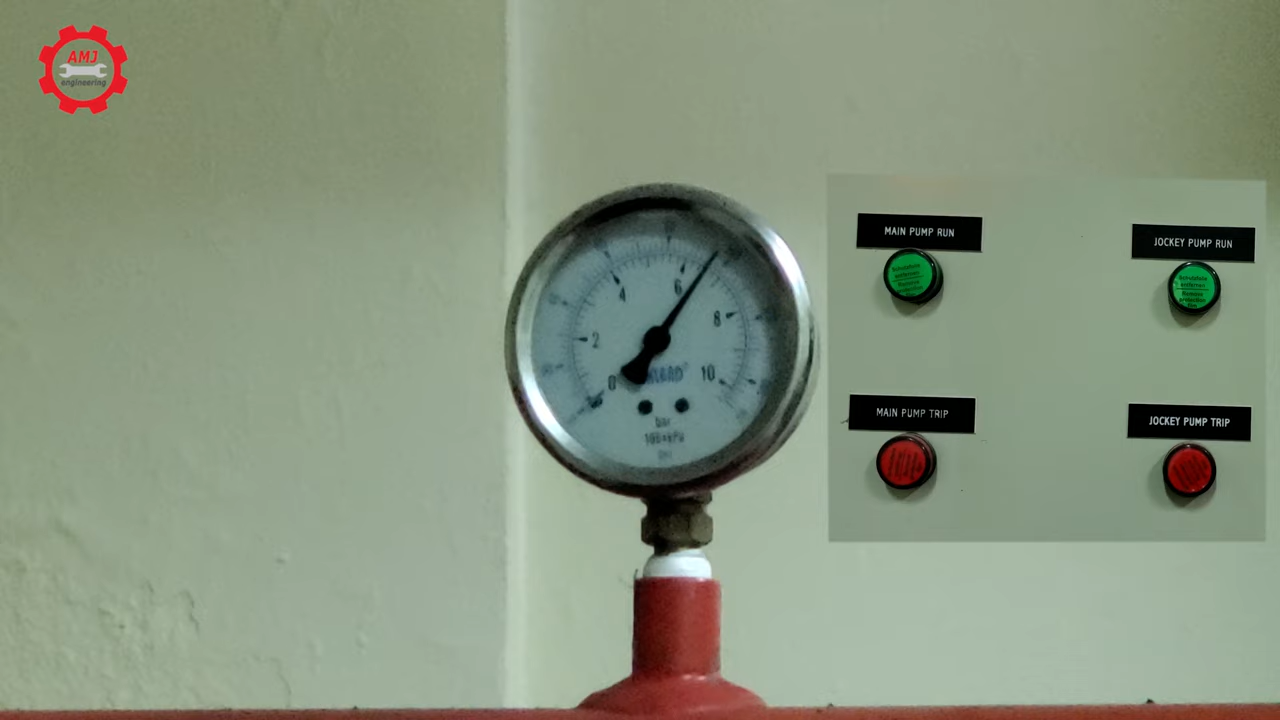 AMJ
engineering
MAIN PUMP RUN
JOCKEY PUMP RUN
MAIN PUMP TRIP
JOCKEY PUMP TRIP
0
2
4
6
8
10
bar